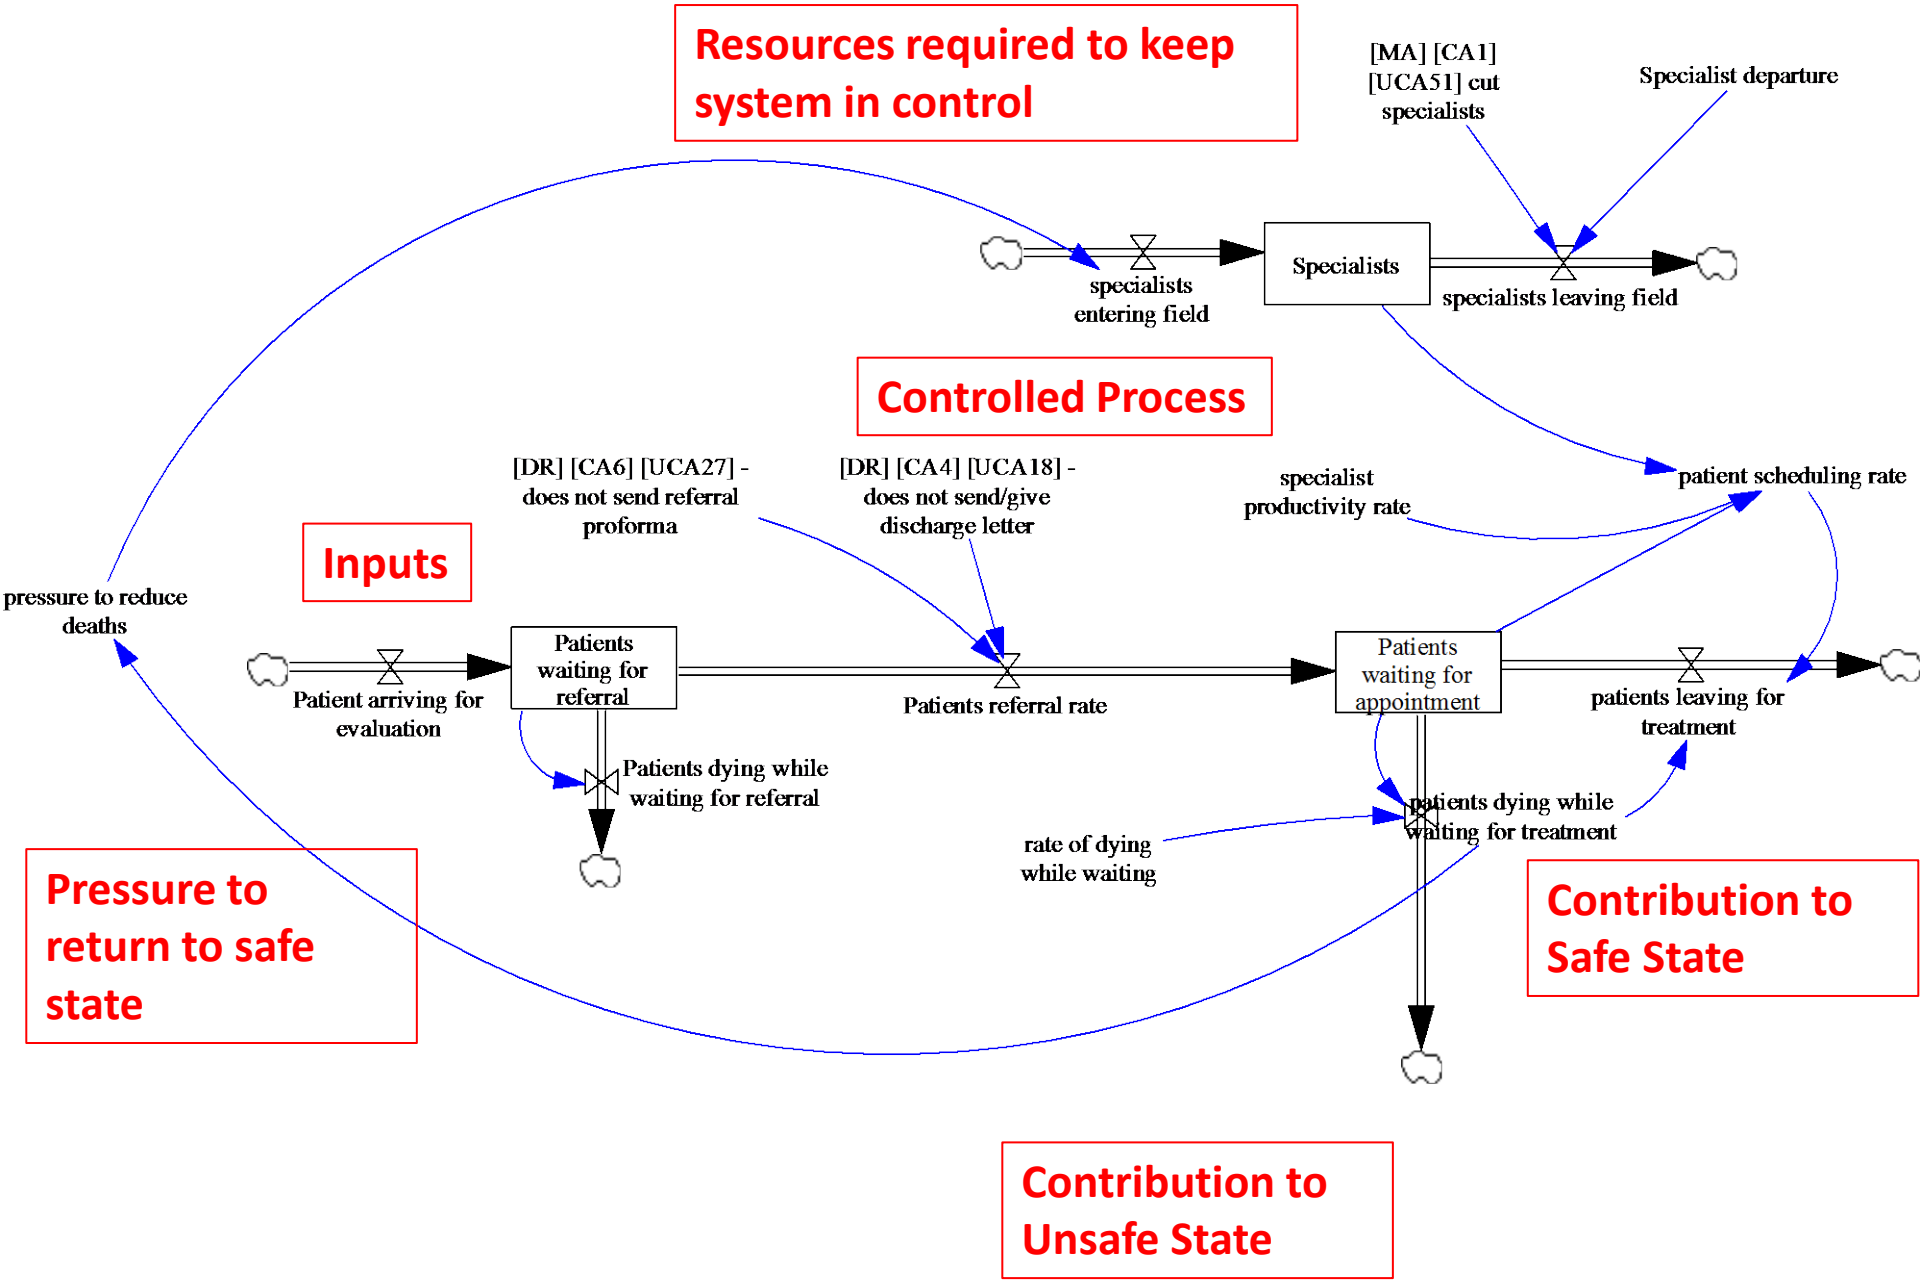 Resources required to keep
system in control
[MA] [CA1]
[UCA51] cut
specialists
Specialist departure
Specialists
specialists
entering field
specialists leaving field
Controlled Process
[DR] [CA6] [UCA27] -
does not send referral
proforma
[DR] [CA4] [UCA18] -
does not send/give
discharge letter
specialist
productivity rate
patient scheduling rate
Inputs
pressure to reduce
deaths
Patients
waiting for
referral
Patients
waiting for
appointment
Patient arriving for
evaluation
Patients referral rate
patients leaving for
treatment
Patients dying while
waiting for referral
patients dying while
waiting for treatment
rate of dying
while waiting
Pressure to
return to safe
state
Contribution to
Safe State
Contribution to
Unsafe State